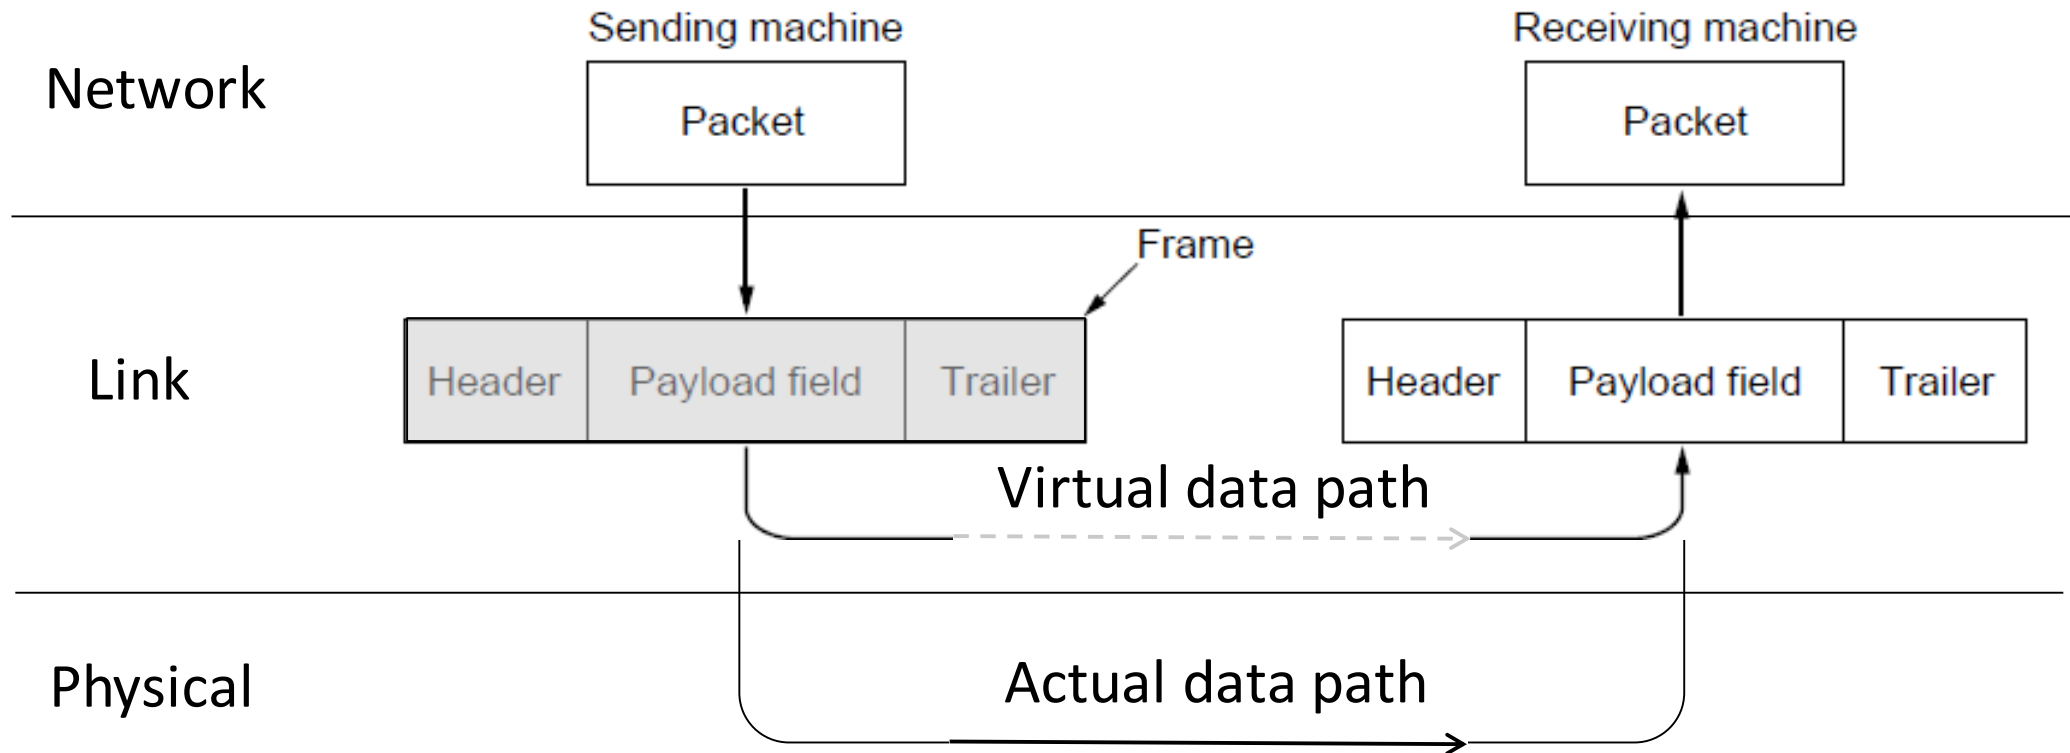 Sending machine
Receiving machine
Network
Packet
Packet
Frame
Link
Header
Payload field
Trailer
Header
Payload field
Trailer
Virtual data path
Physical
Actual data path